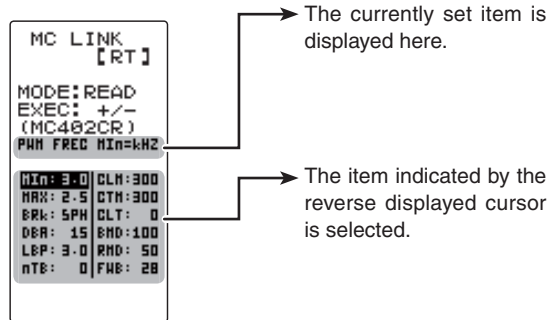 MC LINK
[RT]
MODE:READ
EXEC: +/-
(MC402CR)
PWM FREC MIn=kHZ
MIn: 3.0 CLM:300
MAX: 2.5 CTM:300
BRk: SPH CLT: 0
DBA: 15 BMD:100
LBP: 3.0 RMD: 50
nTB: 0 FWB: 28
The currently set item is
displayed here.
The item indicated by the
reverse displayed cursor
is selected.